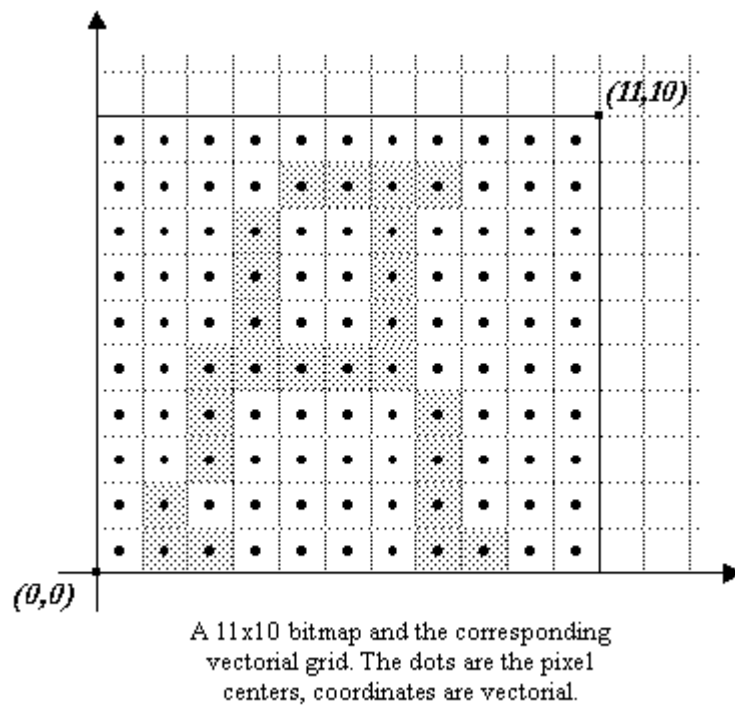 (11,10)
(0,0)
A 11x10 bitmap and the corresponding
vectorial grid. The dots are the pixel
centers, coordinates are vectorial.